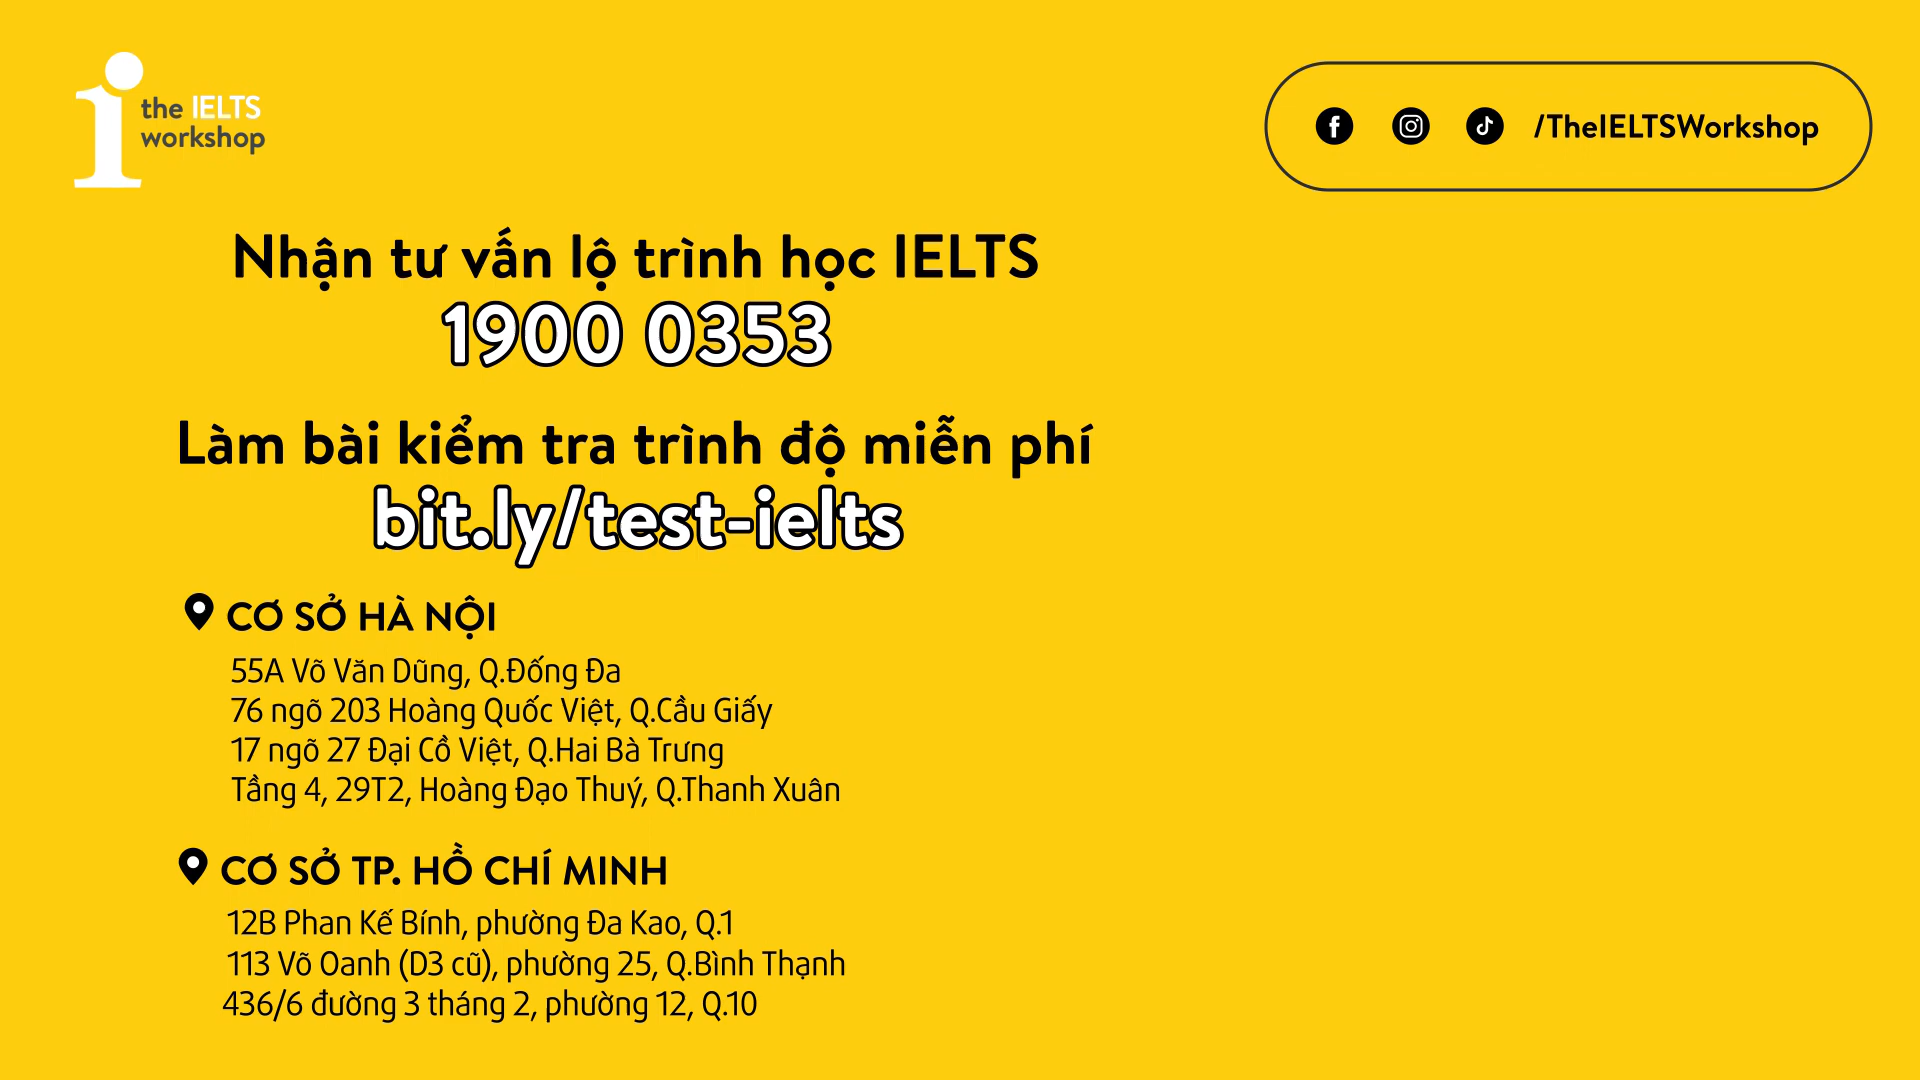 the IELTS
workshop
/TheIELTSWorkshop
Nhận tư vấn lộ trình học IELTS
1900 0353
Làm bài kiểm tra trình độ miễn phí
bit.ly/test-ielts
CƠ SỞ HÀ NỘI
55A Võ Văn Dũng, Q.Đống Đa
76 ngõ 203 Hoàng Quốc Việt, Q.Cầu Giấy
17 ngõ 27 Đại Cồ Việt, Q.Hai Bà Trưng
Tầng 4, 29T2, Hoàng Đạo Thuý, Q.Thanh Xuân
CƠ SỞ TP. HỒ CHÍ MINH
12B Phan Kế Bính, phường Đa Kao, Q.1
113 Võ Oanh (D3 cũ), phường 25, Q.Bình Thạnh
436/6 đường 3 tháng 2, phường 12, Q.10